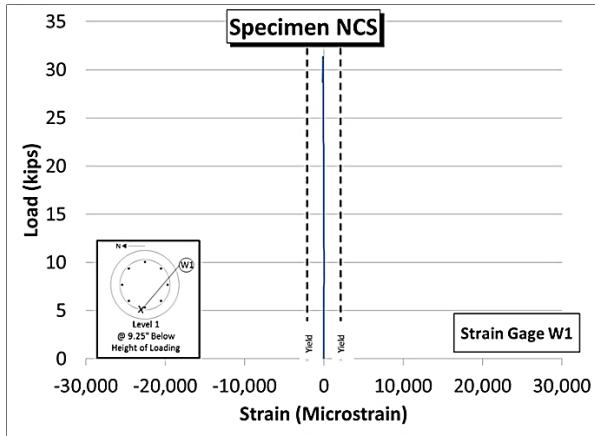 Specimen NCS
35
30
25
20
15
10
5
0
Load (kips)
N
W1
X
Level 1
@ 9.25" Below
Height of Loading
Yield
Yield
Strain Gage W1
-30,000 -20,000 -10,000 0 10,000 20,000 30,000
Strain (Microstrain)